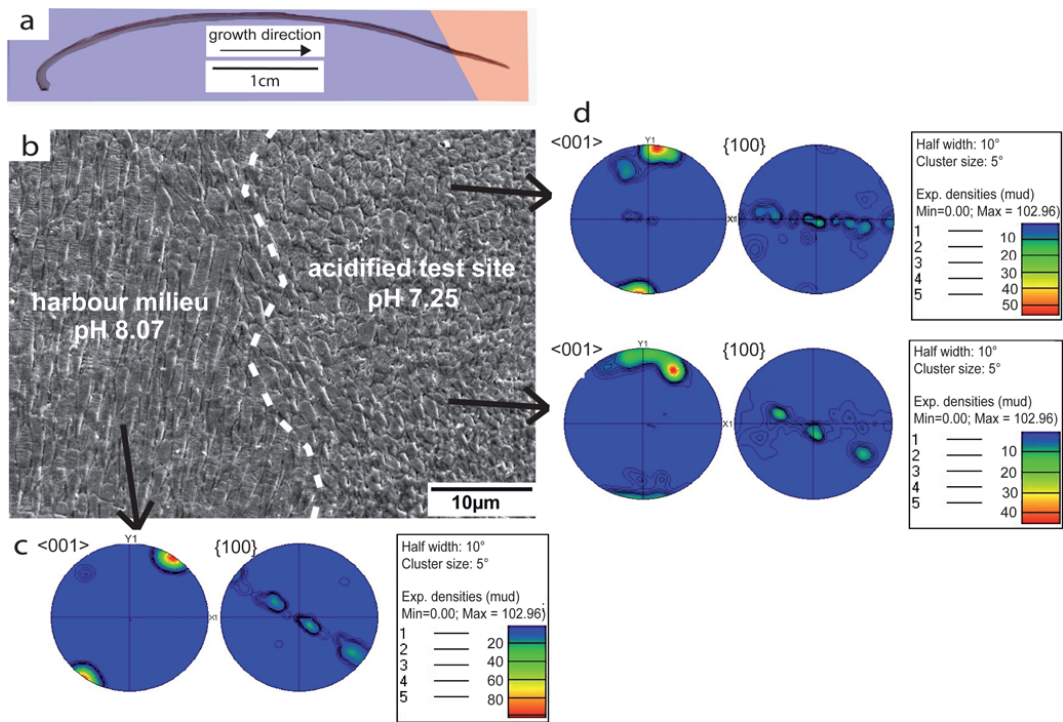 a
growth direction
1cm
b
harbour milieu
pH 8.07
acidified test site
pH 7.25
10µm
d
<001>
Y1
{100}
X1
Half width: 10°
Cluster size: 5°
Exp. densities (mud)
Min=0.00; Max = 102.96)
1
2
3
4
5
10
20
30
40
50
<001>
Y1
{100}
X1
Half width: 10°
Cluster size: 5°
Exp. densities (mud)
Min=0.00; Max = 102.96)
1
2
3
4
5
10
20
30
40
c
<001>
Y1
{100}
X1
Half width: 10°
Cluster size: 5°
Exp. densities (mud)
Min=0.00; Max = 102.96)
1
2
3
4
5
20
40
60
80